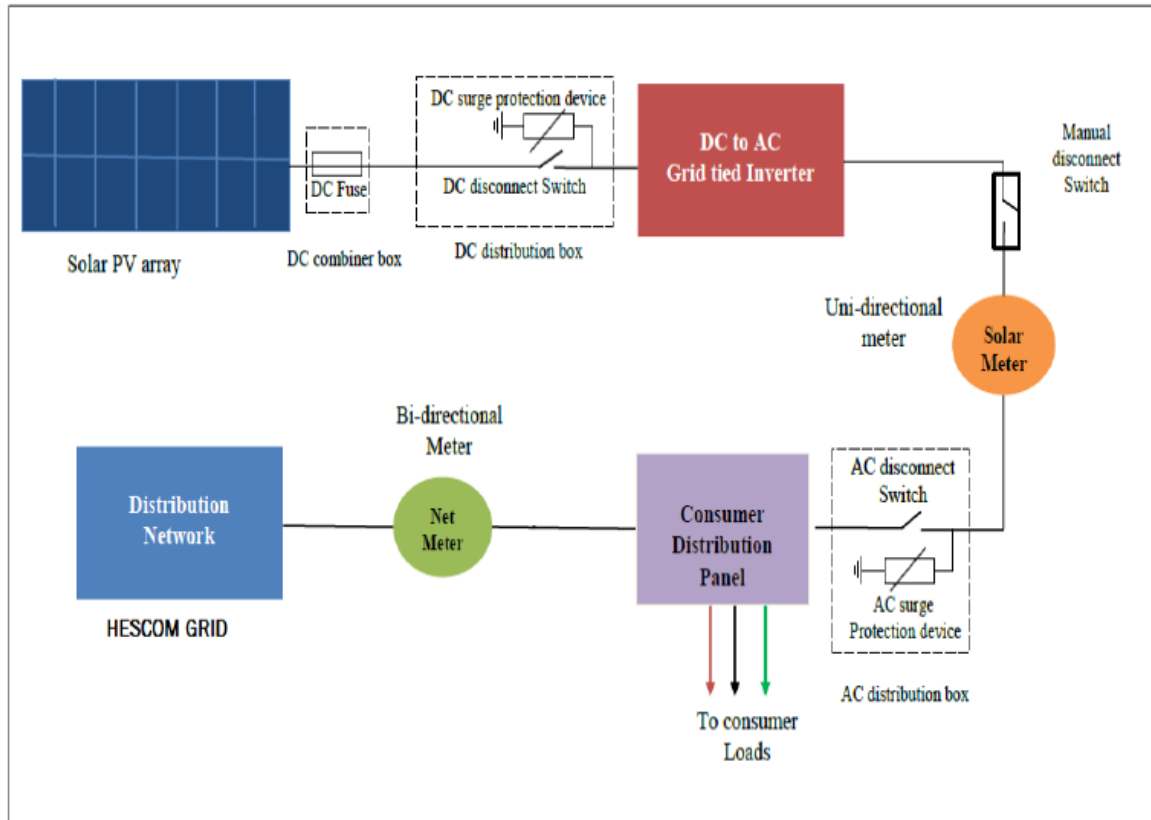 DC surge protection device
DC Fuse
DC disconnect Switch
DC to AC
Grid tied Inverter
Manual
disconnect
Switch
Solar PV array
DC combiner box
DC distribution box
Uni-directional
meter
Solar
Meter
Bi-directional
Meter
Distribution
Network
Net
Meter
Consumer
Distribution
Panel
AC disconnect
Switch
AC surge
Protection device
HESCOM GRID
AC distribution box
To consumer
Loads